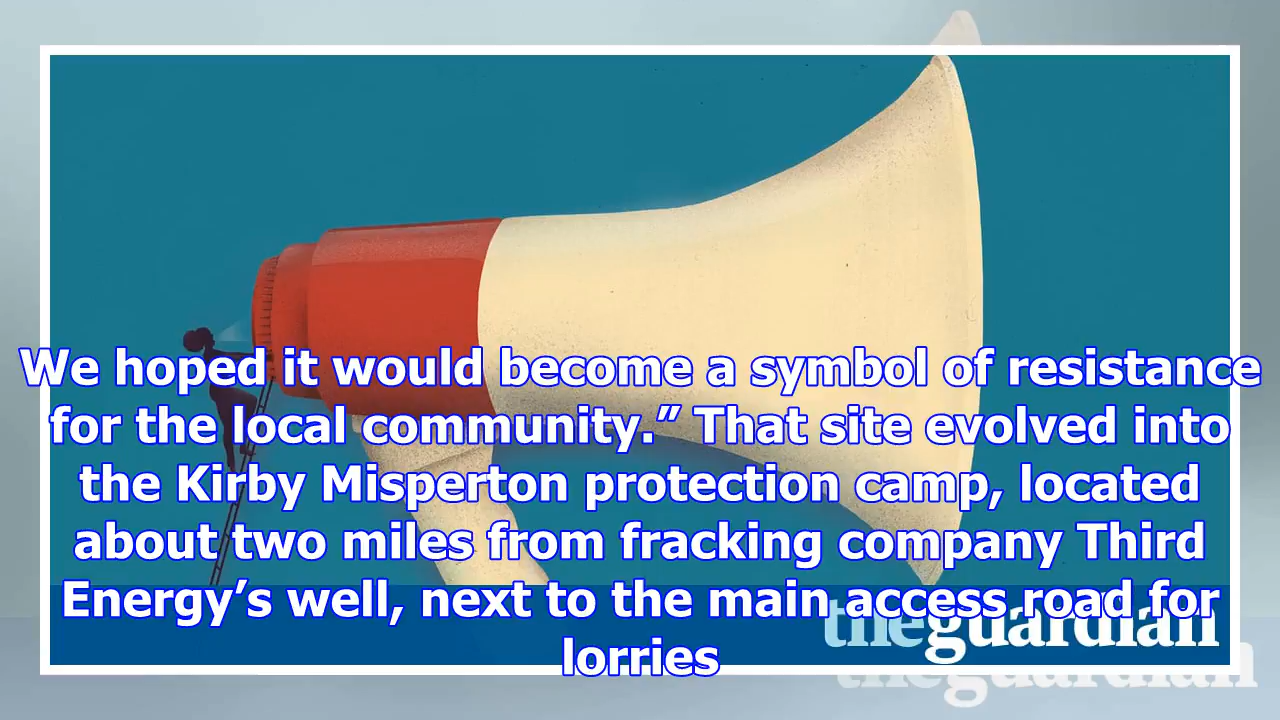 We hoped it would become a symbol of resistance
for the local community.” That site evolved into
the Kirby Misperton protection camp, located
about two miles from fracking company Third
Energy’s well, next to the main access road for
lorries
theguardian
theguardian